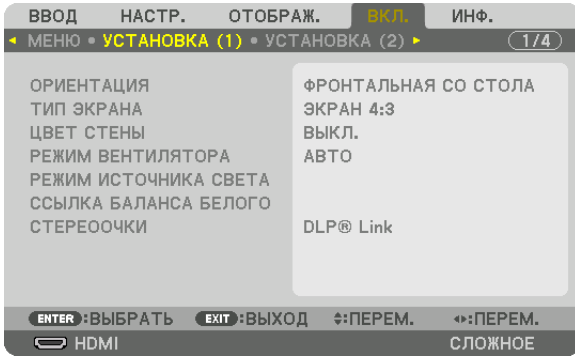 ВВОД НАСТР. ОТОБРАЖ. ВКЛ. ИНФ.
МЕНЮ • УСТАНОВКА (1) • УСТАНОВКА (2) 1/4
ОРИЕНТАЦИЯ ФРОНТАЛЬНАЯ СО СТОЛА
ТИП ЭКРАНА ЭКРАН 4:3
ЦВЕТ СТЕНЫ ВЫКЛ.
РЕЖИМ ВЕНТИЛЯТОРА АВТО
РЕЖИМ ИСТОЧНИКА СВЕТА
ССЫЛКА БАЛАНСА БЕЛОГО
СТЕРЕООЧКИ DLP® Link
ENTER :ВЫБРАТЬ EXIT :ВЫХОД :ПЕРЕМ. :ПЕРЕМ.
HDMI СЛОЖНОЕ